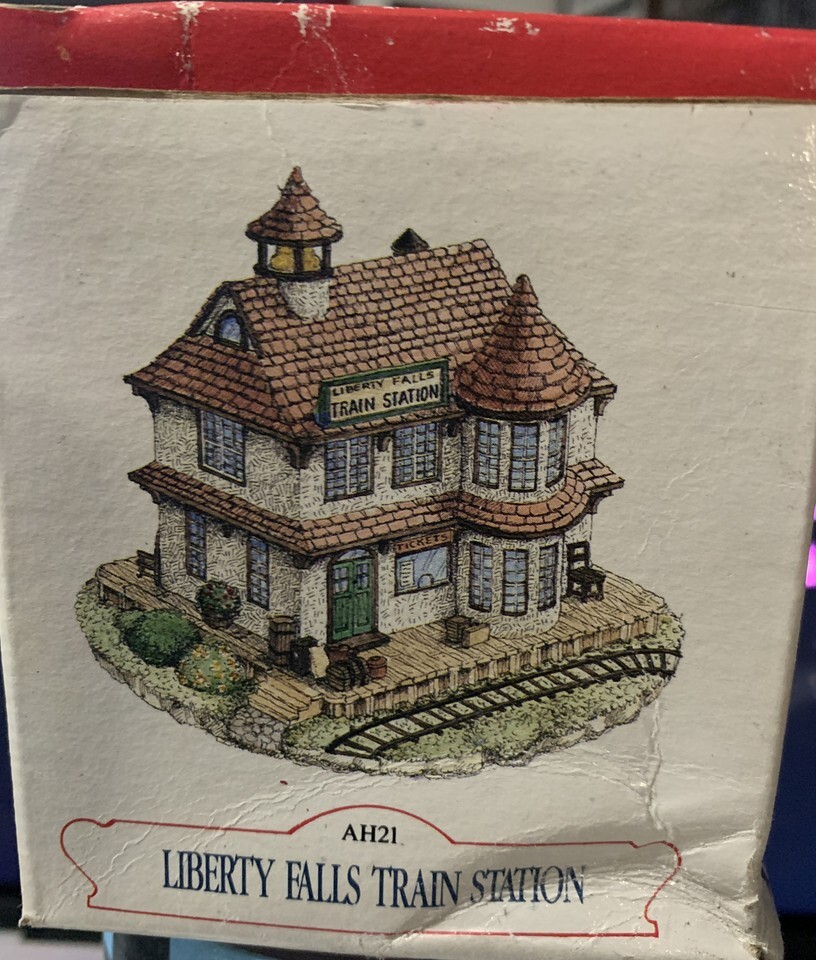 LIBERTY FALLS
TRAIN STATION
TICKETS
AH21
LIBERTY FALLS TRAIN STATION